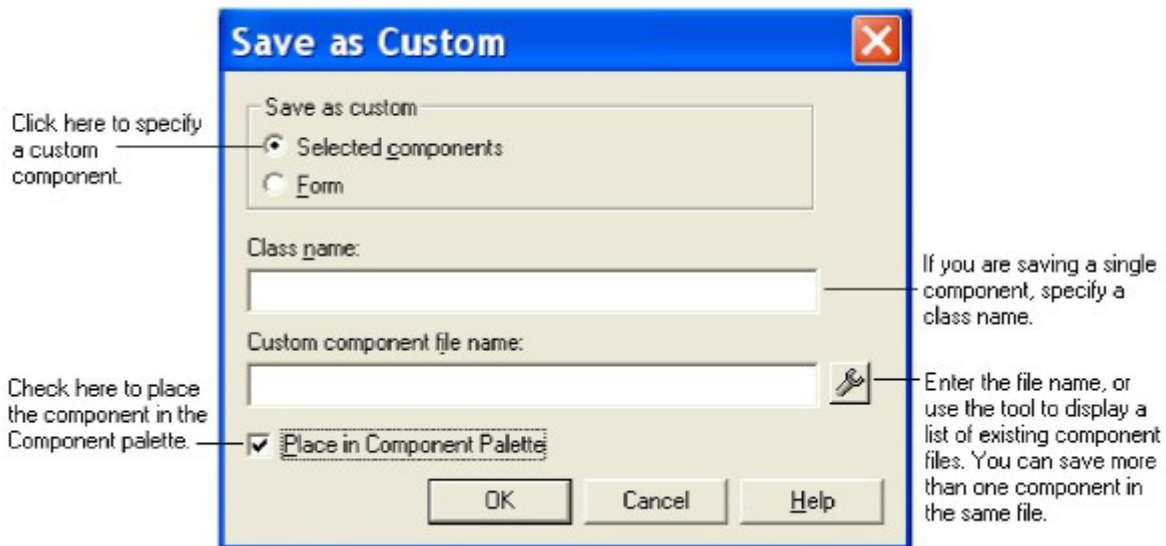 Save as Custom
Save as custom
Click here to specify
a custom
component.
Selected components
Form
Class name:
If you are saving a single
component, specify a
class name.
Custom component file name:
Check here to place
the component in the
Component palette.
Enter the file name, or
use the tool to display a
list of existing component
files. You can save more
than one component in
the same file.
Place in Component Palette
OK
Cancel
Help